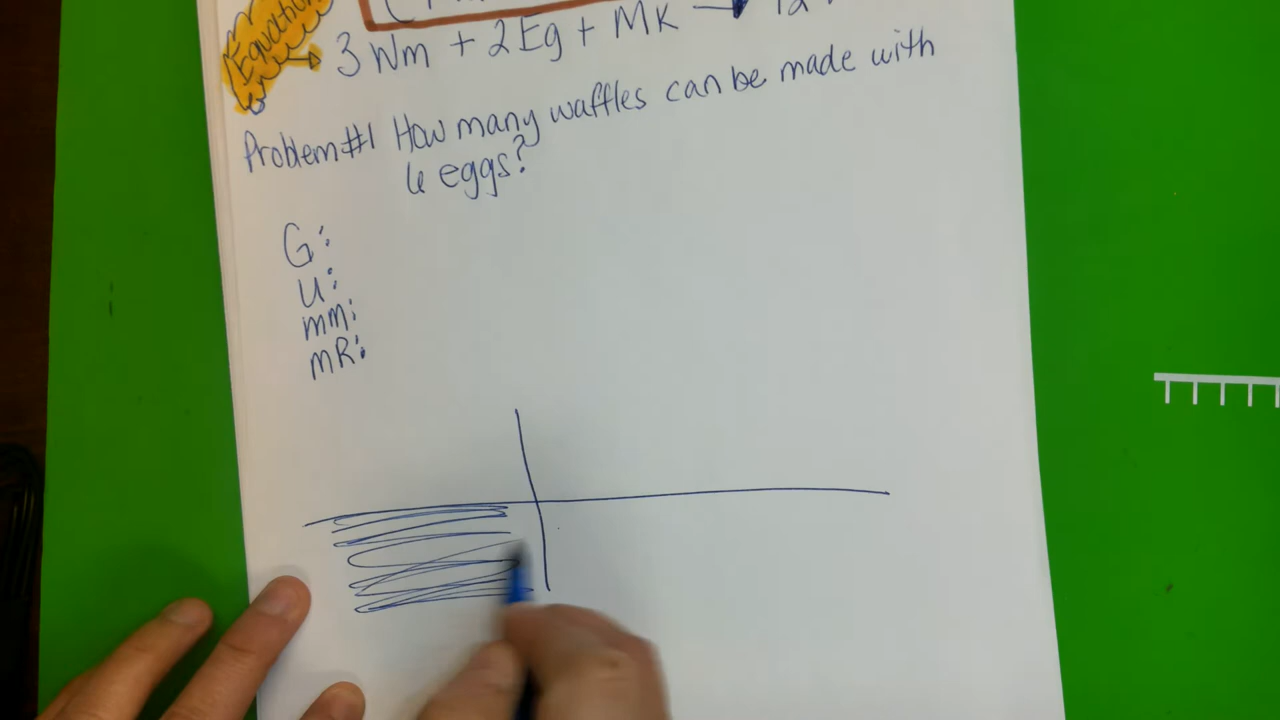 Equation
3 Wm + 2 Eg + Mk → 12
Problem #1 How many waffles can be made with
6 eggs?
G:
U:
mm:
mR: